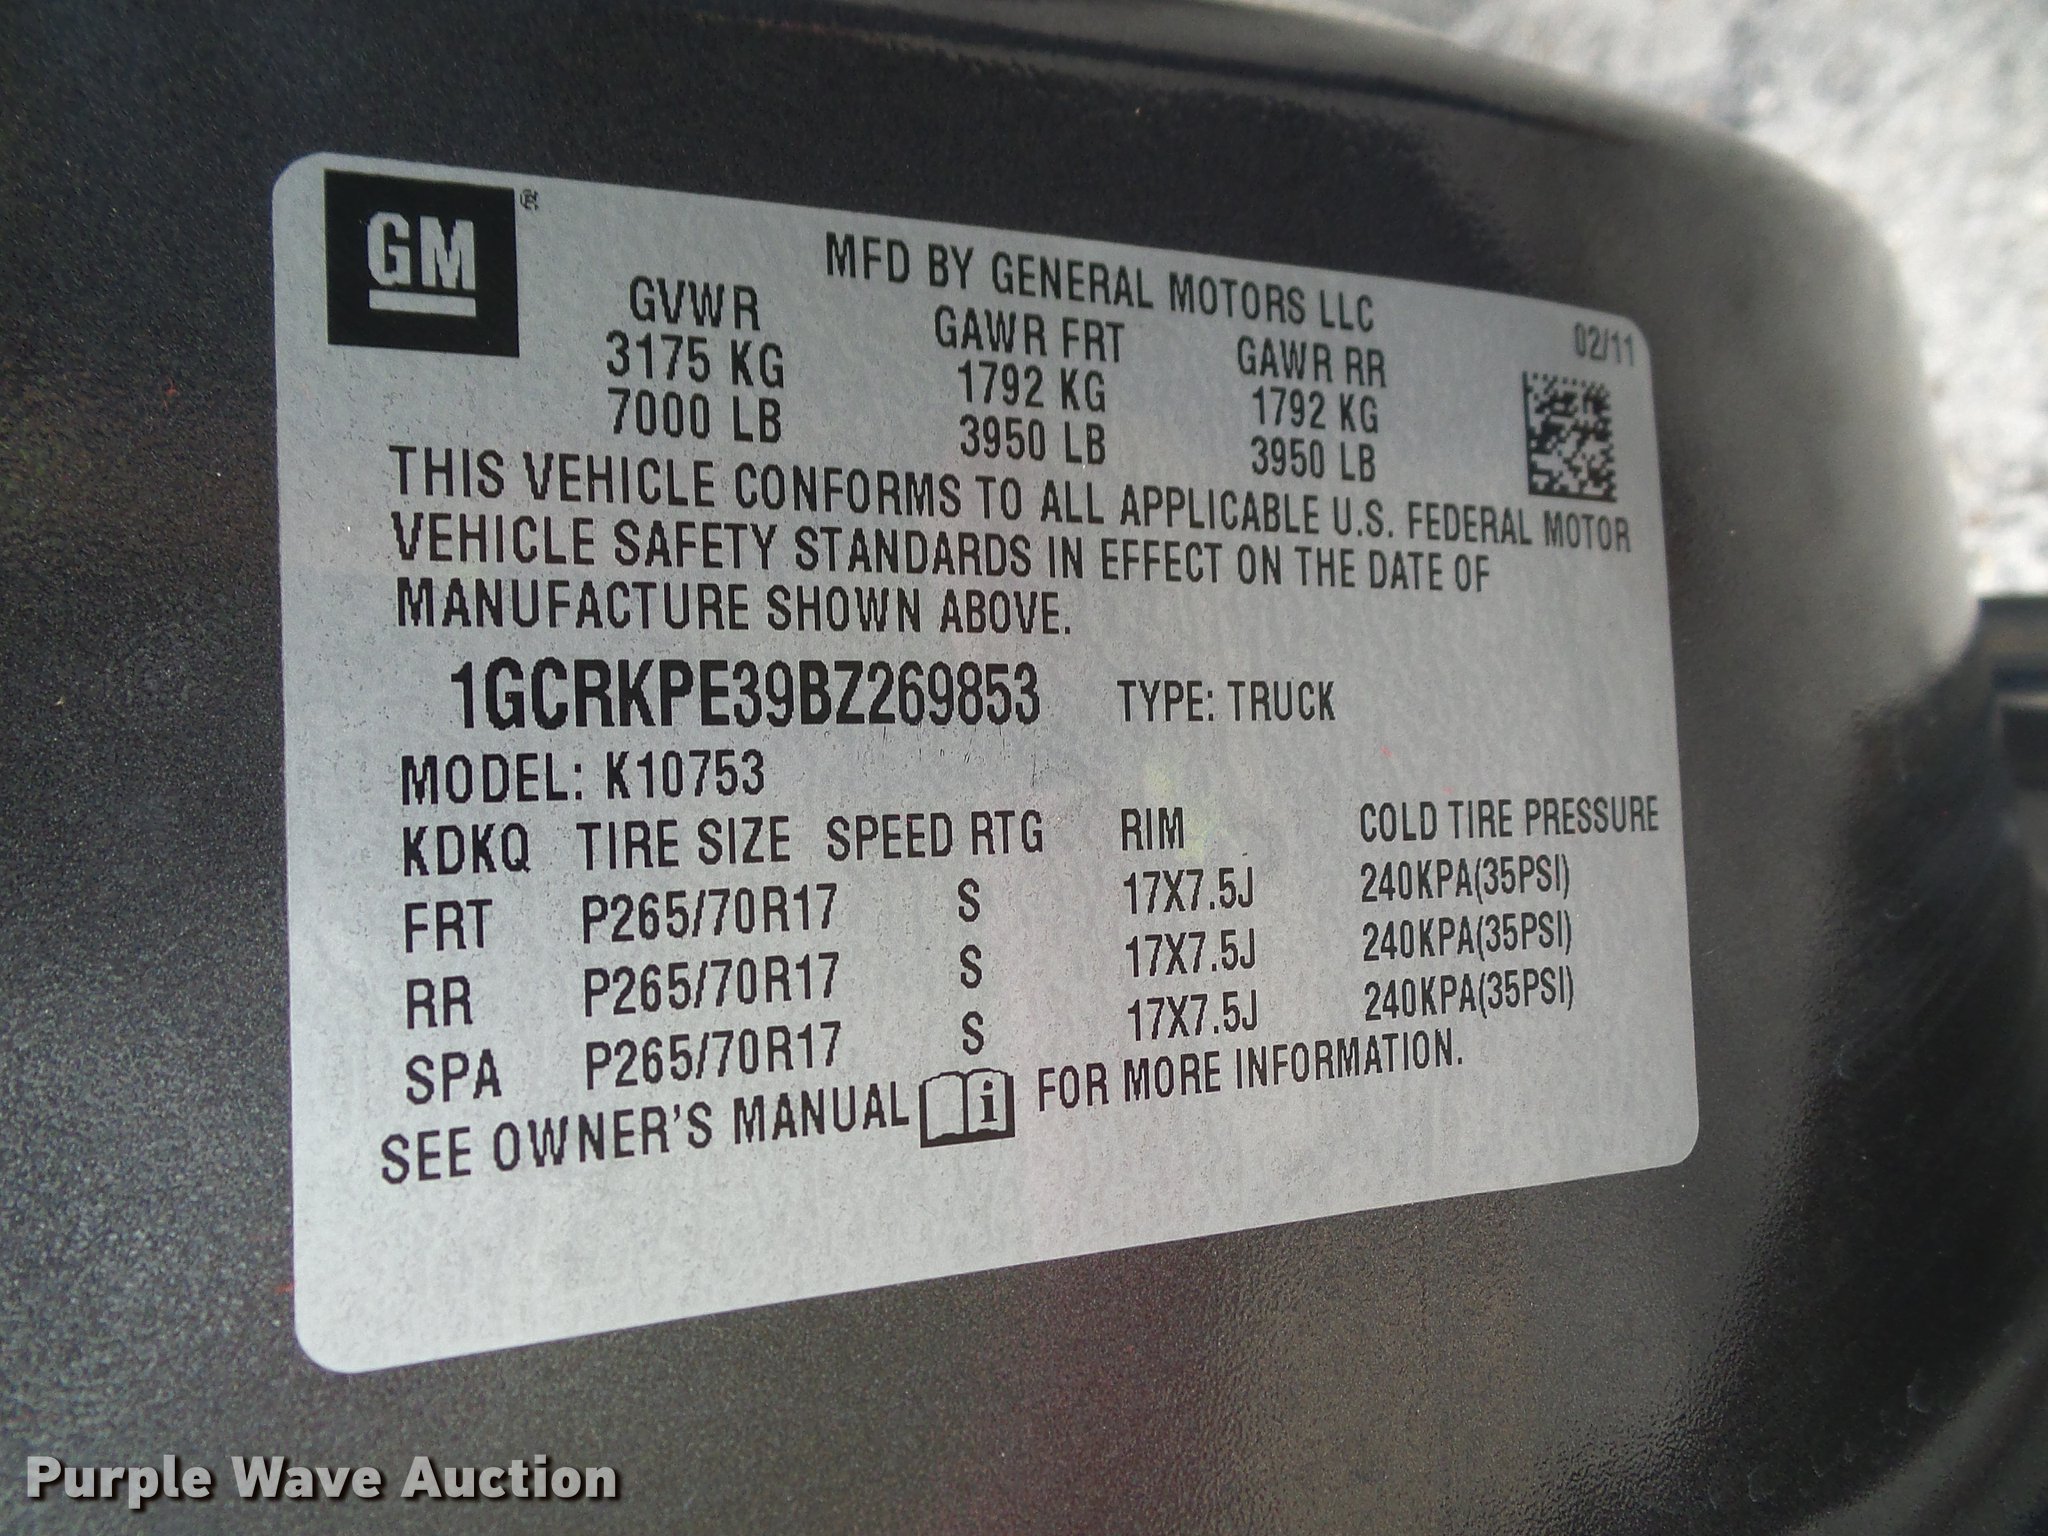 GM ®
MFD BY GENERAL MOTORS LLC
02/11
GVWR GAWR FRT GAWR RR
3175 KG 1792 KG 1792 KG
7000 LB 3950 LB 3950 LB
THIS VEHICLE CONFORMS TO ALL APPLICABLE U.S. FEDERAL MOTOR
VEHICLE SAFETY STANDARDS IN EFFECT ON THE DATE OF
MANUFACTURE SHOWN ABOVE.
1GCRKPE39BZ269853 TYPE: TRUCK
MODEL: K10753
KDKQ TIRE SIZE SPEED RTG RIM COLD TIRE PRESSURE
FRT P265/70R17 S 17X7.5J 240KPA(35PSI)
RR P265/70R17 S 17X7.5J 240KPA(35PSI)
SPA P265/70R17 S 17X7.5J 240KPA(35PSI)
SEE OWNER'S MANUAL i FOR MORE INFORMATION.
Purple Wave Auction